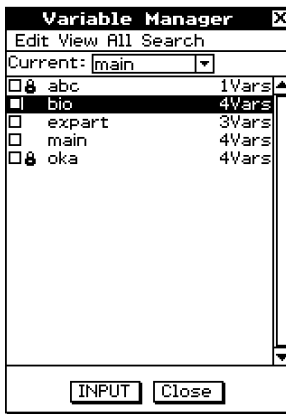 Variable Manager X
Edit View All Search
Current: main
abc 1Vars
bio 4Vars
expart 3Vars
main 4Vars
oka 4Vars
INPUT Close